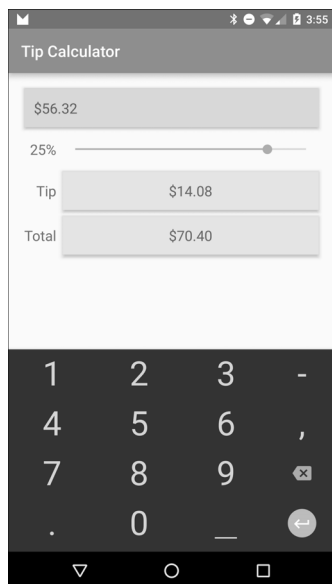 3:55
Tip Calculator
$56.32
25%
Tip $14.08
Total $70.40
1 2 3 -
4 5 6 ,
7 8 9
. 0 _